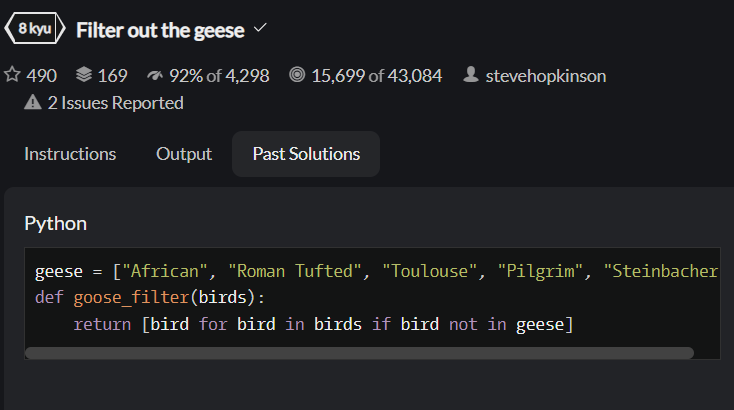 8 kyu Filter out the geese
490 169 92% of 4,298 15,699 of 43,084 stevehopkinson
2 Issues Reported
Instructions Output Past Solutions
Python
geese = ["African", "Roman Tufted", "Toulouse", "Pilgrim", "Steinbacher
def goose_filter(birds):
    return [bird for bird in birds if bird not in geese]